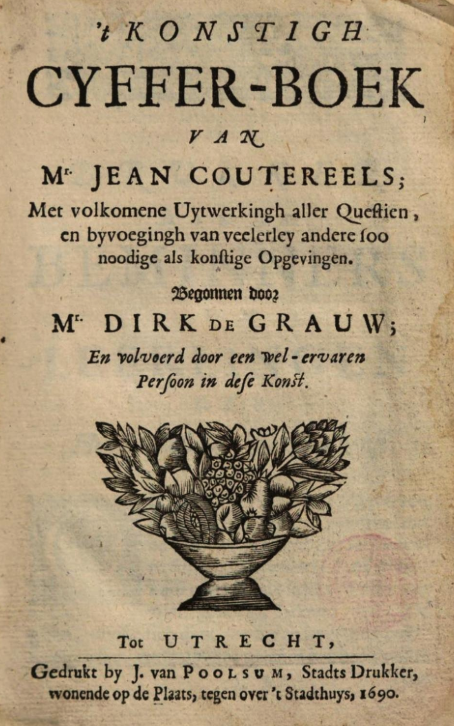 't KONSTIGH
CYFFER-BOEK
VAN
Mr. JEAN COUTEREELS;
Met volkomene Uytwerkingh aller Queſtien,
en byvoegingh van veelerley andere ſoo
noodige als konſtige Opgevingen.
Begonnen door
Mr. DIRK DE GRAUW;
En volvoerd door een wel-ervaren
Perſoon in deſe Konſt.
Tot UTRECHT,
Gedrukt by J. van POOLSUM, Stadts Drukker,
wonende op de Plaats, tegen over 't Stadthuys, 1690.